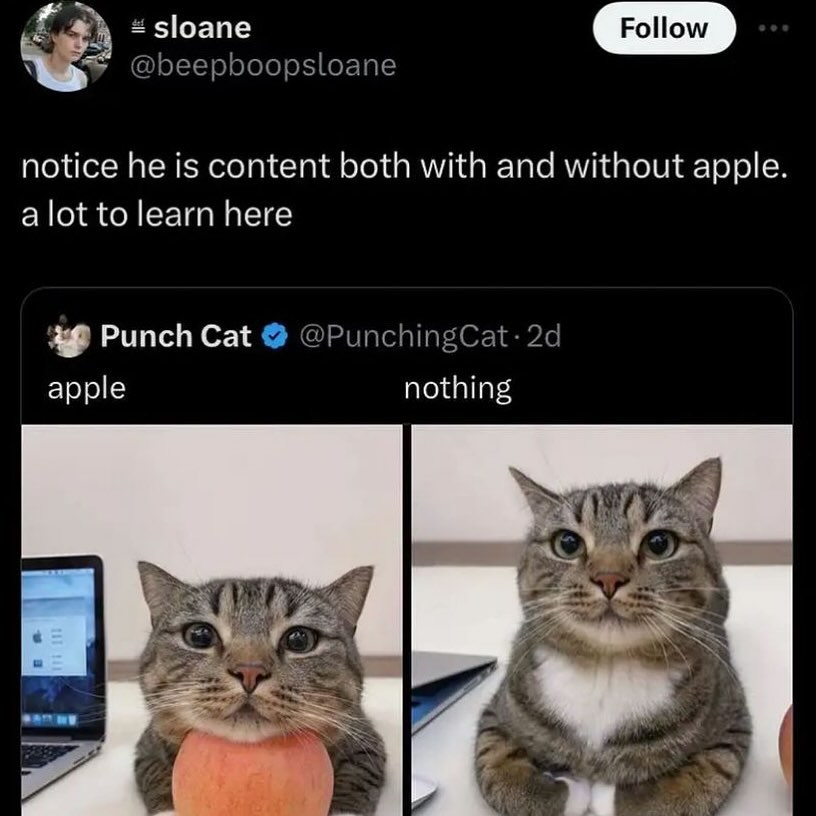 sloane
Follow
@beepboopsloane
notice he is content both with and without apple.
a lot to learn here
Punch Cat @PunchingCat · 2d
apple nothing